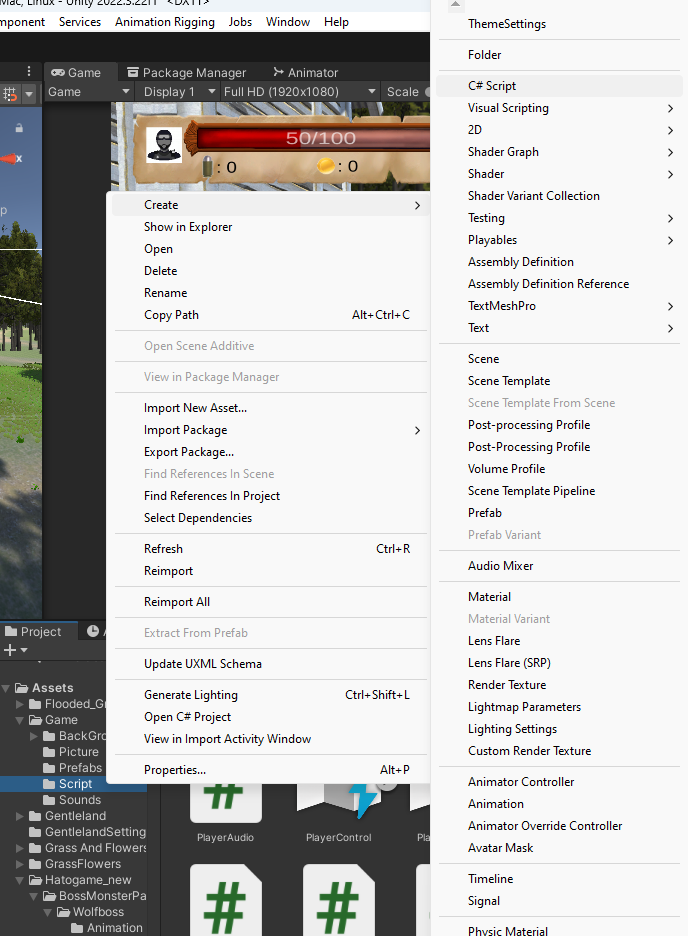 Mac, Linux - Unity 2022.3.22f1* <DX11>
mponent Services Animation Rigging Jobs Window Help
Game Package Manager Animator
Game Display 1 Full HD (1920x1080) Scale
50/100
: 0 : 0
x
p
Create
Show in Explorer
Open
Delete
Rename
Copy Path Alt+Ctrl+C
Open Scene Additive
View in Package Manager
Import New Asset...
Import Package
Export Package...
Find References In Scene
Find References In Project
Select Dependencies
Refresh Ctrl+R
Reimport
Reimport All
Extract From Prefab
Update UXML Schema
Generate Lighting Ctrl+Shift+L
Open C# Project
View in Import Activity Window
Properties... Alt+P
ThemeSettings
Folder
C# Script
Visual Scripting
2D
Shader Graph
Shader
Shader Variant Collection
Testing
Playables
Assembly Definition
Assembly Definition Reference
TextMeshPro
Text
Scene
Scene Template
Scene Template From Scene
Post-processing Profile
Post-Processing Profile
Volume Profile
Scene Template Pipeline
Prefab
Prefab Variant
Audio Mixer
Material
Material Variant
Lens Flare
Lens Flare (SRP)
Render Texture
Lightmap Parameters
Lighting Settings
Custom Render Texture
Animator Controller
Animation
Animator Override Controller
Avatar Mask
Timeline
Signal
Physic Material
Project
Assets
Flooded_Gr
Game
BackGro
Picture
Prefabs
Script
Sounds
Gentleland
GentlelandSetting
Grass And Flowers
GrassFlowers
Hatogame_new
BossMonsterPa
Wolfboss
Animation
# PlayerAudio
PlayerControl
Pla
# #